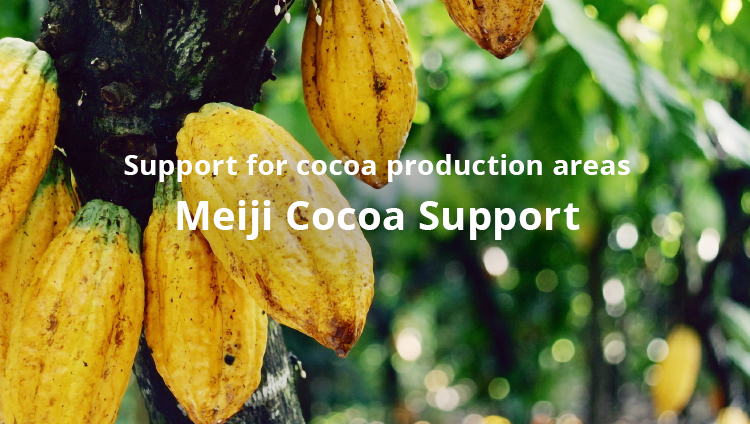 Support for cocoa production areas
Meiji Cocoa Support